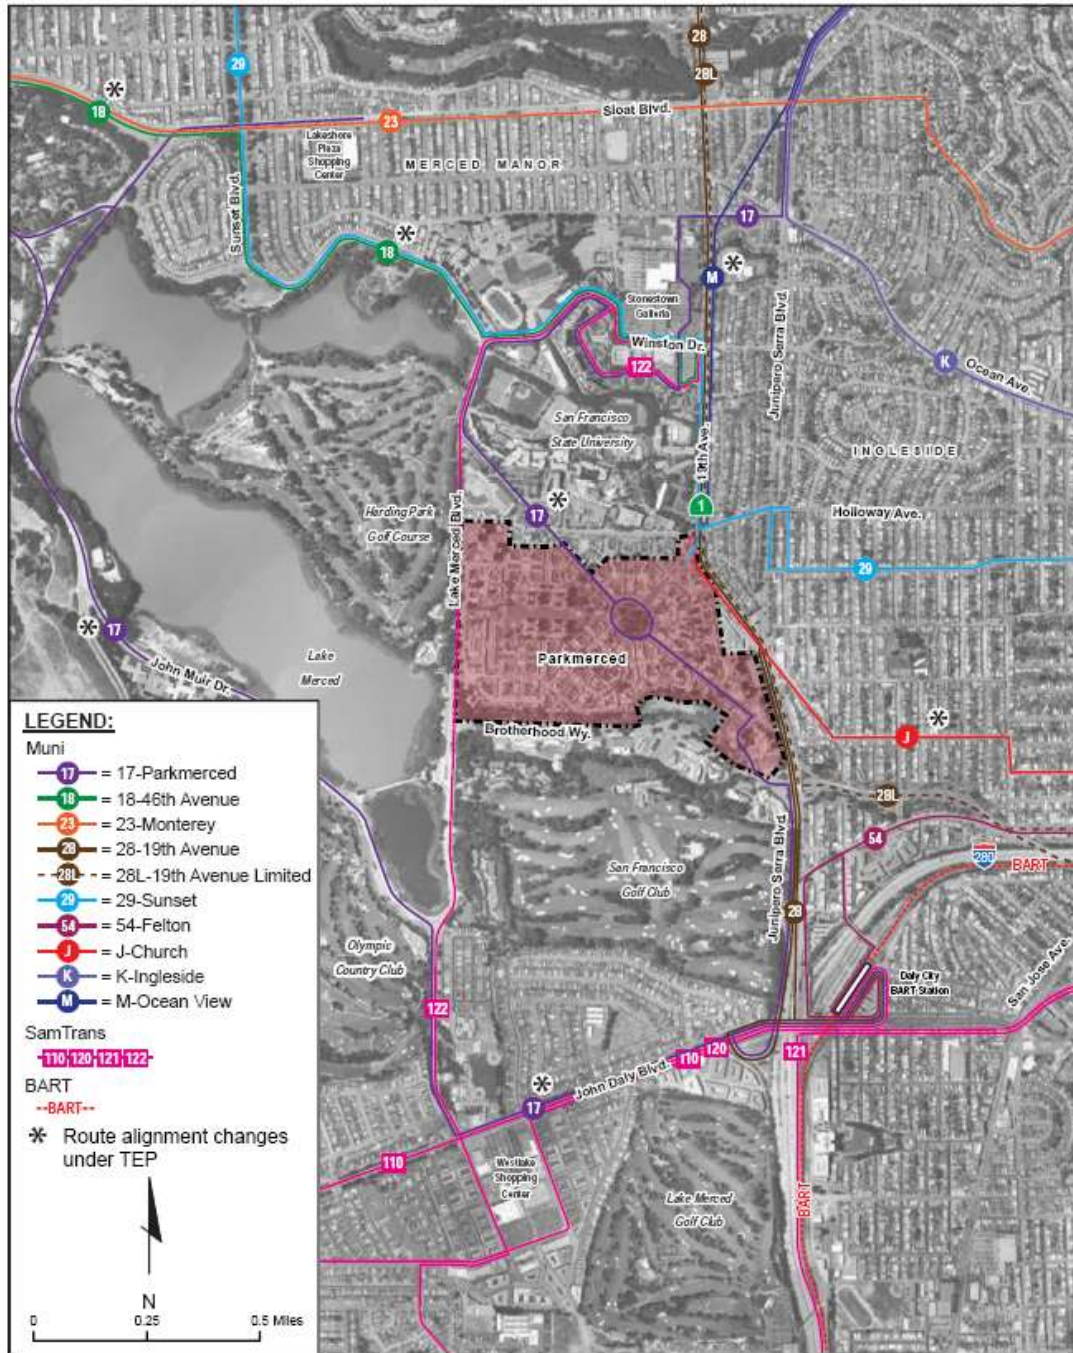 28
29
28L
18
Sloat Blvd.
23
Lakeshore
Plaza
Shopping
Center
MERCED MANOR
Sunset Blvd.
17
18
M
Stonestown
Galleria
Junipero Serra Blvd.
Winston Dr.
122
K
Ocean Ave.
San Francisco
State University
19th Ave.
INGLESIDE
Harding Park
Golf Course
Lake Merced Blvd.
17
1
Holloway Ave.
29
17
John Muir Dr.
Lake
Merced
Parkmerced
Brotherhood Wy.
J
28L
54
280
BART
San Francisco
Golf Club
Junipero Serra Blvd.
28
Olympic
Country Club
Daly City
BART Station
San Jose Ave.
122
120
110
121
John Daly Blvd.
17
110
Westlake
Shopping
Center
Lake Merced
Golf Club
BART
LEGEND:
Muni
17 = 17-Parkmerced
18 = 18-46th Avenue
23 = 23-Monterey
28 = 28-19th Avenue
28L = 28L-19th Avenue Limited
29 = 29-Sunset
54 = 54-Felton
J = J-Church
K = K-Ingleside
M = M-Ocean View
SamTrans
110 120 121 122
BART
--BART--
* Route alignment changes
under TEP
N
0 0.25 0.5 Miles